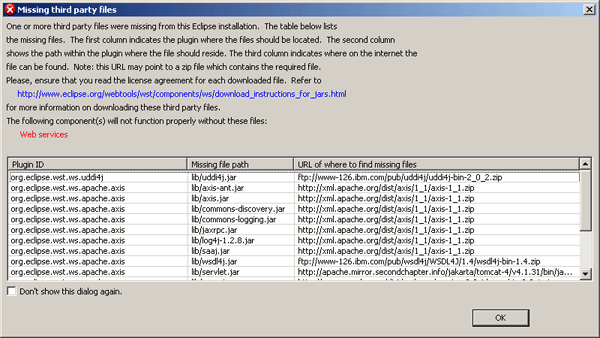 Missing third party files
One or more third party files were missing from this Eclipse installation. The table below lists
the missing files. The first column indicates the plugin where the files should be located. The second column
shows the path within the plugin where the file should reside. The third column indicates where on the internet the
file can be found. Note: this URL may point to a zip file which contains the required file.
Please, ensure that you read the license agreement for each downloaded file. Refer to
http://www.eclipse.org/webtools/wst/components/ws/download_instructions_for_jars.html
for more information on downloading these third party files.
The following component(s) will not function properly without these files:
Web services
Plugin ID Missing file path URL of where to find missing files
org.eclipse.wst.ws.uddi4j lib/uddi4j.jar ftp://www-126.ibm.com/pub/uddi4j/uddi4j-bin-2_0_2.zip
org.eclipse.wst.ws.apache.axis lib/axis-ant.jar http://xml.apache.org/dist/axis/1_1/axis-1_1.zip
org.eclipse.wst.ws.apache.axis lib/axis.jar http://xml.apache.org/dist/axis/1_1/axis-1_1.zip
org.eclipse.wst.ws.apache.axis lib/commons-discovery.jar http://xml.apache.org/dist/axis/1_1/axis-1_1.zip
org.eclipse.wst.ws.apache.axis lib/commons-logging.jar http://xml.apache.org/dist/axis/1_1/axis-1_1.zip
org.eclipse.wst.ws.apache.axis lib/jaxrpc.jar http://xml.apache.org/dist/axis/1_1/axis-1_1.zip
org.eclipse.wst.ws.apache.axis lib/log4j-1.2.8.jar http://xml.apache.org/dist/axis/1_1/axis-1_1.zip
org.eclipse.wst.ws.apache.axis lib/saaj.jar http://xml.apache.org/dist/axis/1_1/axis-1_1.zip
org.eclipse.wst.ws.apache.axis lib/wsdl4j.jar ftp://www-126.ibm.com/pub/wsdl4j/WSDL4J/1.4/wsdl4j-bin-1.4.zip
org.eclipse.wst.ws.apache.axis lib/servlet.jar http://apache.mirror.secondchapter.info/jakarta/tomcat-4/v4.1.31/bin/ja...
Don't show this dialog again.
OK